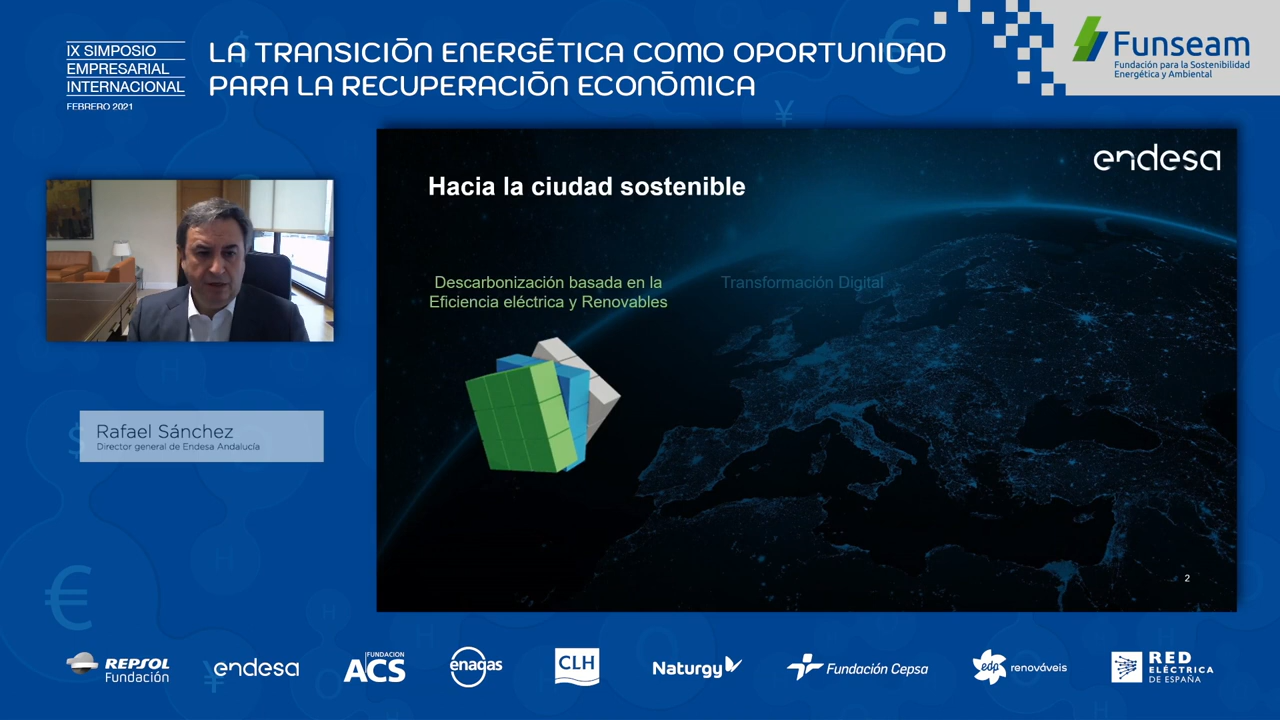 IX SIMPOSIO
EMPRESARIAL
INTERNACIONAL
FEBRERO 2021
LA TRANSICIÓN ENERGÉTICA COMO OPORTUNIDAD
PARA LA RECUPERACIÓN ECONÓMICA
Funseam
Fundación para la Sostenibilidad
Energética y Ambiental
endesa
Hacia la ciudad sostenible
Descarbonización basada en la
Eficiencia eléctrica y Renovables
Transformación Digital
2
Rafael Sánchez
Director general de Endesa Andalucía
REPSOL
Fundación
endesa
FUNDACION
ACS
enagas
CLH
Naturgy
Fundación Cepsa
edp
renováveis
RED
ELÉCTRICA
DE ESPAÑA